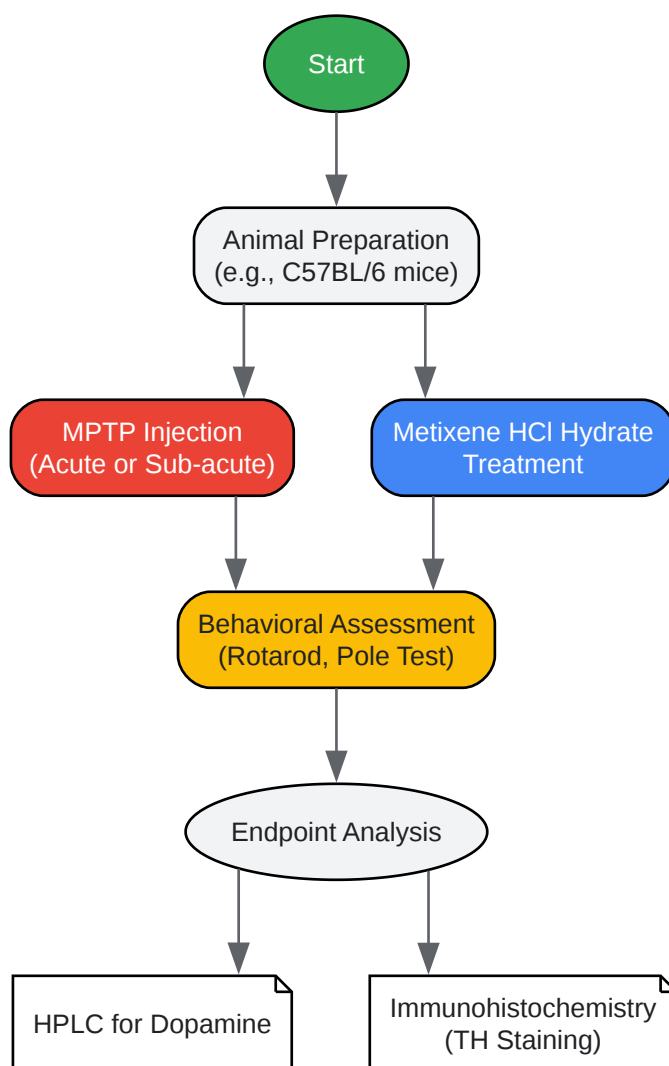 Start
Animal Preparation
(e.g., C57BL/6 mice)
MPTP Injection
(Acute or Sub-acute)
Metixene HCl Hydrate
Treatment
Behavioral Assessment
(Rotarod, Pole Test)
Endpoint Analysis
HPLC for Dopamine
Immunohistochemistry
(TH Staining)